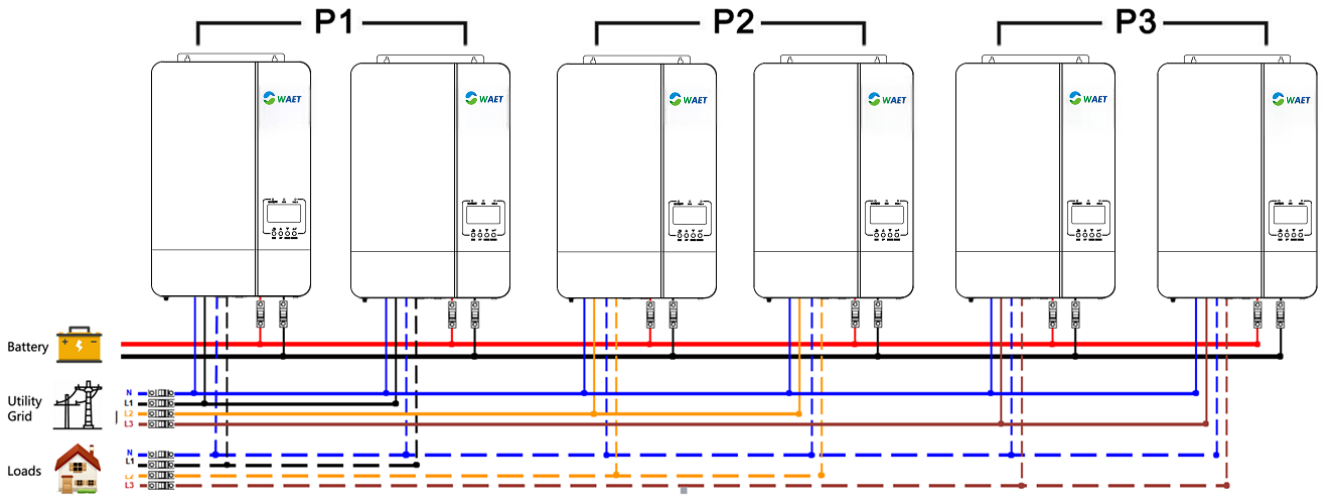 P1 P2 P3
WAET WAET WAET WAET WAET WAET
Battery
Utility
Grid
N
L1
L2
L3
Loads
N
L1
L2
L3